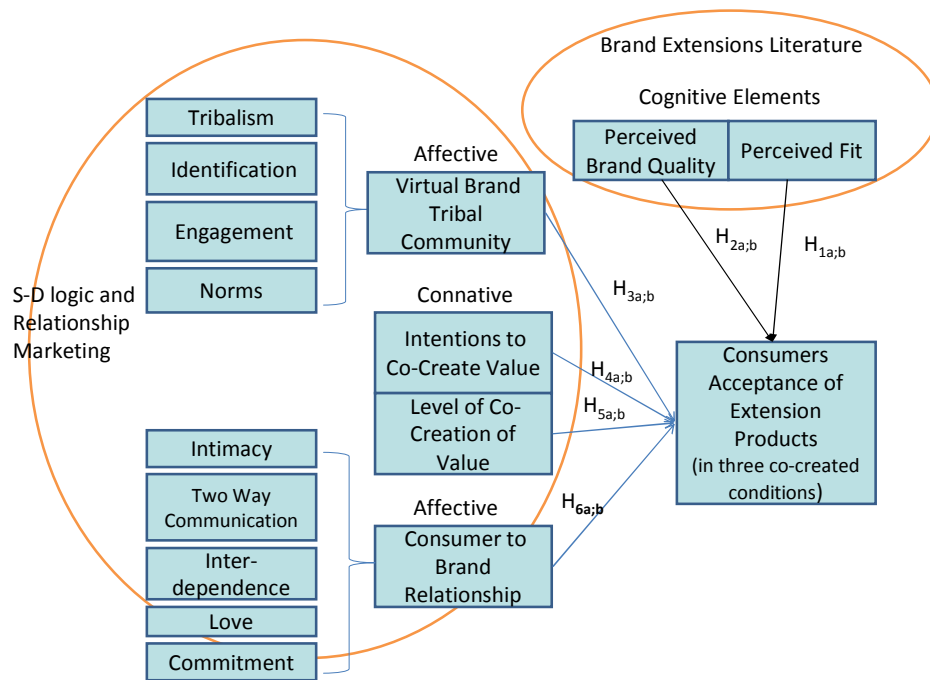 Brand Extensions Literature
Cognitive Elements
Perceived
Brand Quality
Perceived Fit
H2a;b
H1a;b
Tribalism
Identification
Engagement
Norms
Affective
Virtual Brand
Tribal
Community
H3a;b
S-D logic and
Relationship
Marketing
Connative
Intentions to
Co-Create Value
H4a;b
Level of Co-
Creation of
Value
H5a;b
Consumers
Acceptance of
Extension
Products
(in three co-created
conditions)
Intimacy
Two Way
Communication
Inter-
dependence
Love
Commitment
Affective
Consumer to
Brand
Relationship
H6a;b